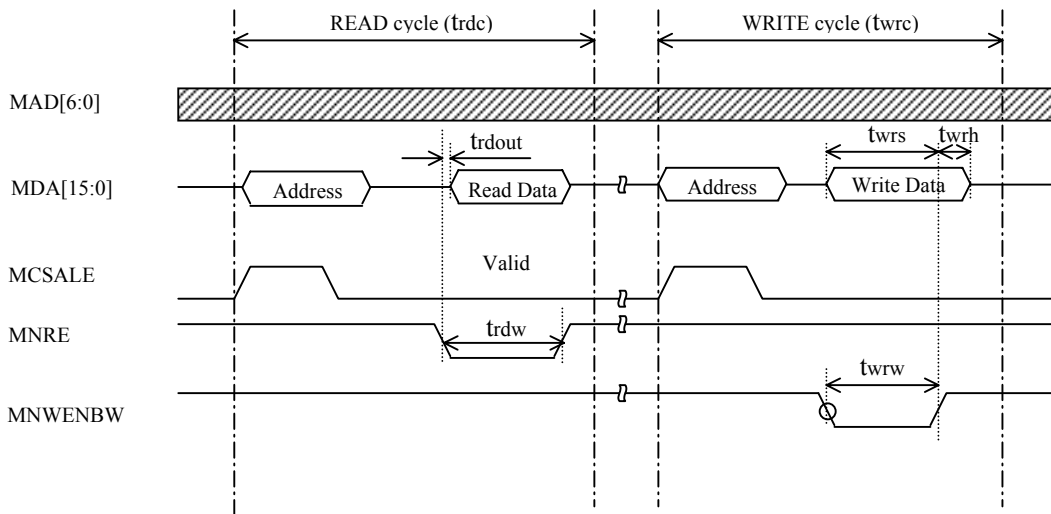 READ cycle (trdc)
WRITE cycle (twrc)
MAD[6:0]
trdout
twrs
twrh
MDA[15:0]
Address
Read Data
Address
Write Data
MCSALE
Valid
MNRE
trdw
twrw
MNWENBW